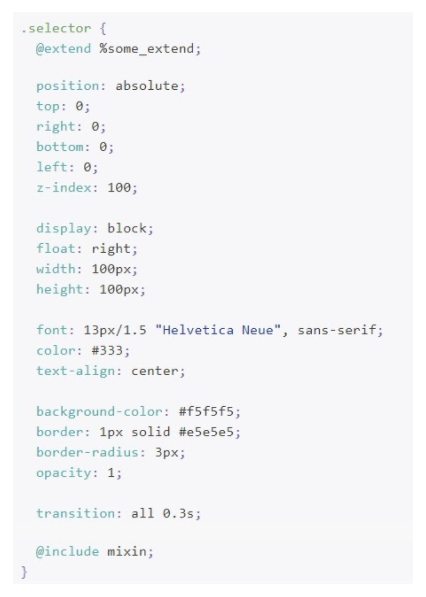 .selector {
  @extend %some_extend;

  position: absolute;
  top: 0;
  right: 0;
  bottom: 0;
  left: 0;
  z-index: 100;

  display: block;
  float: right;
  width: 100px;
  height: 100px;

  font: 13px/1.5 "Helvetica Neue", sans-serif;
  color: #333;
  text-align: center;

  background-color: #f5f5f5;
  border: 1px solid #e5e5e5;
  border-radius: 3px;
  opacity: 1;

  transition: all 0.3s;

  @include mixin;
}